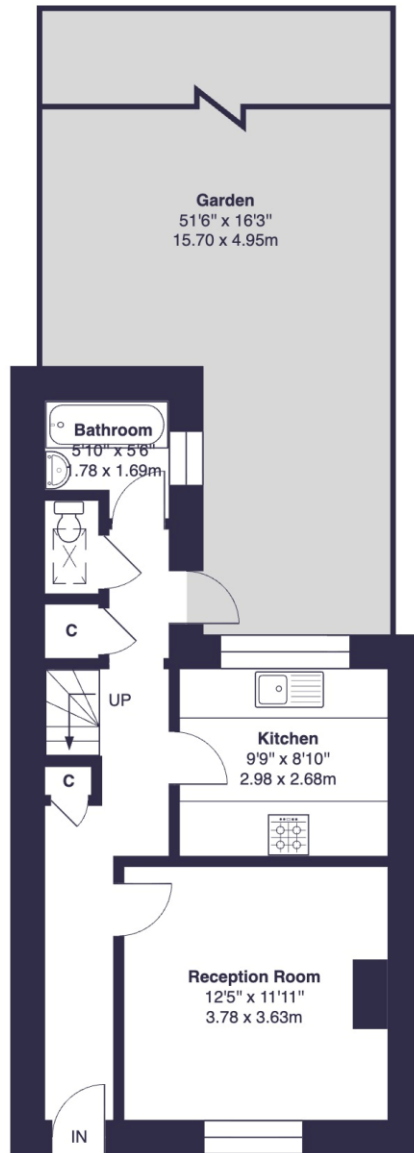 Garden
51'6" x 16'3"
15.70 x 4.95m
Bathroom
5'10" x 5'6"
1.78 x 1.69m
C
UP
Kitchen
9'9" x 8'10"
2.98 x 2.68m
C
Reception Room
12'5" x 11'11"
3.78 x 3.63m
IN